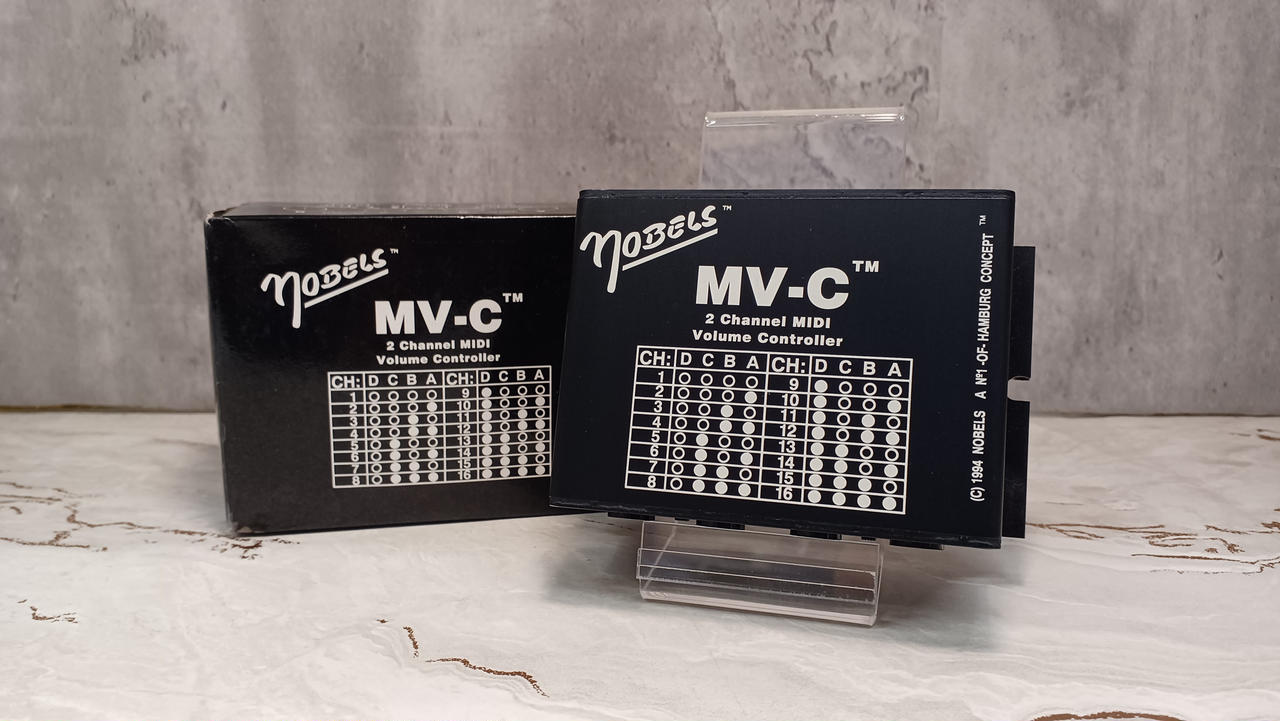 NOBELS™
MV-C™
2 Channel MIDI
Volume Controller
CH: D C B A CH: D C B A
1 ○ ○ ○ ○ 9 ● ○ ○ ○
2 ○ ○ ○ ● 10 ● ○ ○ ●
3 ○ ○ ● ○ 11 ● ○ ● ○
4 ○ ○ ● ● 12 ● ○ ● ●
5 ○ ● ○ ○ 13 ● ● ○ ○
6 ○ ● ○ ● 14 ● ● ○ ●
7 ○ ● ● ○ 15 ● ● ● ○
8 ○ ● ● ● 16 ● ● ● ●
NOBELS™
MV-C™
2 Channel MIDI
Volume Controller
CH: D C B A CH: D C B A
1 ○ ○ ○ ○ 9 ● ○ ○ ○
2 ○ ○ ○ ● 10 ● ○ ○ ●
3 ○ ○ ● ○ 11 ● ○ ● ○
4 ○ ○ ● ● 12 ● ○ ● ●
5 ○ ● ○ ○ 13 ● ● ○ ○
6 ○ ● ○ ● 14 ● ● ○ ●
7 ○ ● ● ○ 15 ● ● ● ○
8 ○ ● ● ● 16 ● ● ● ●
(C) 1994 NOBELS A Nº1-OF-HAMBURG CONCEPT™